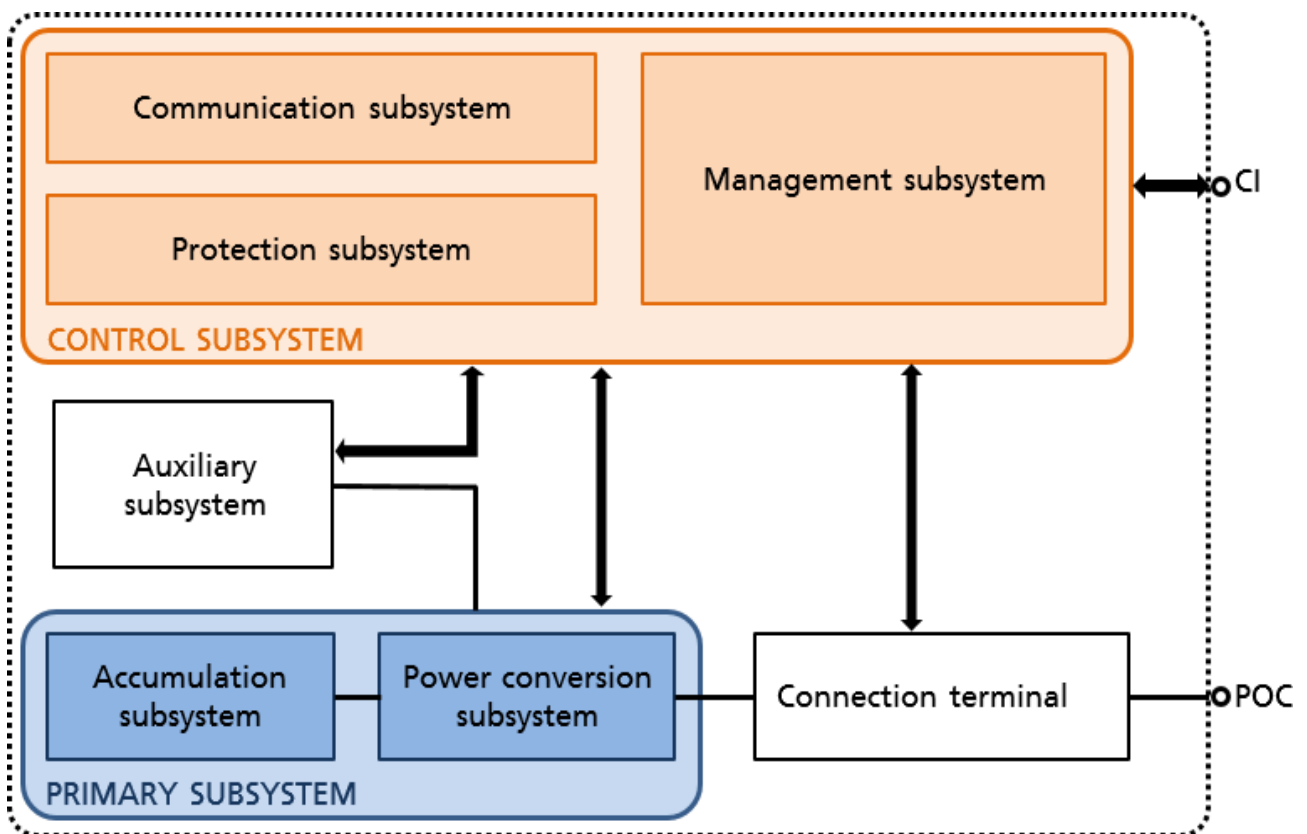 Communication subsystem
Management subsystem
CI
Protection subsystem
CONTROL SUBSYSTEM
Auxiliary
subsystem
Accumulation
subsystem
Power conversion
subsystem
Connection terminal
POC
PRIMARY SUBSYSTEM